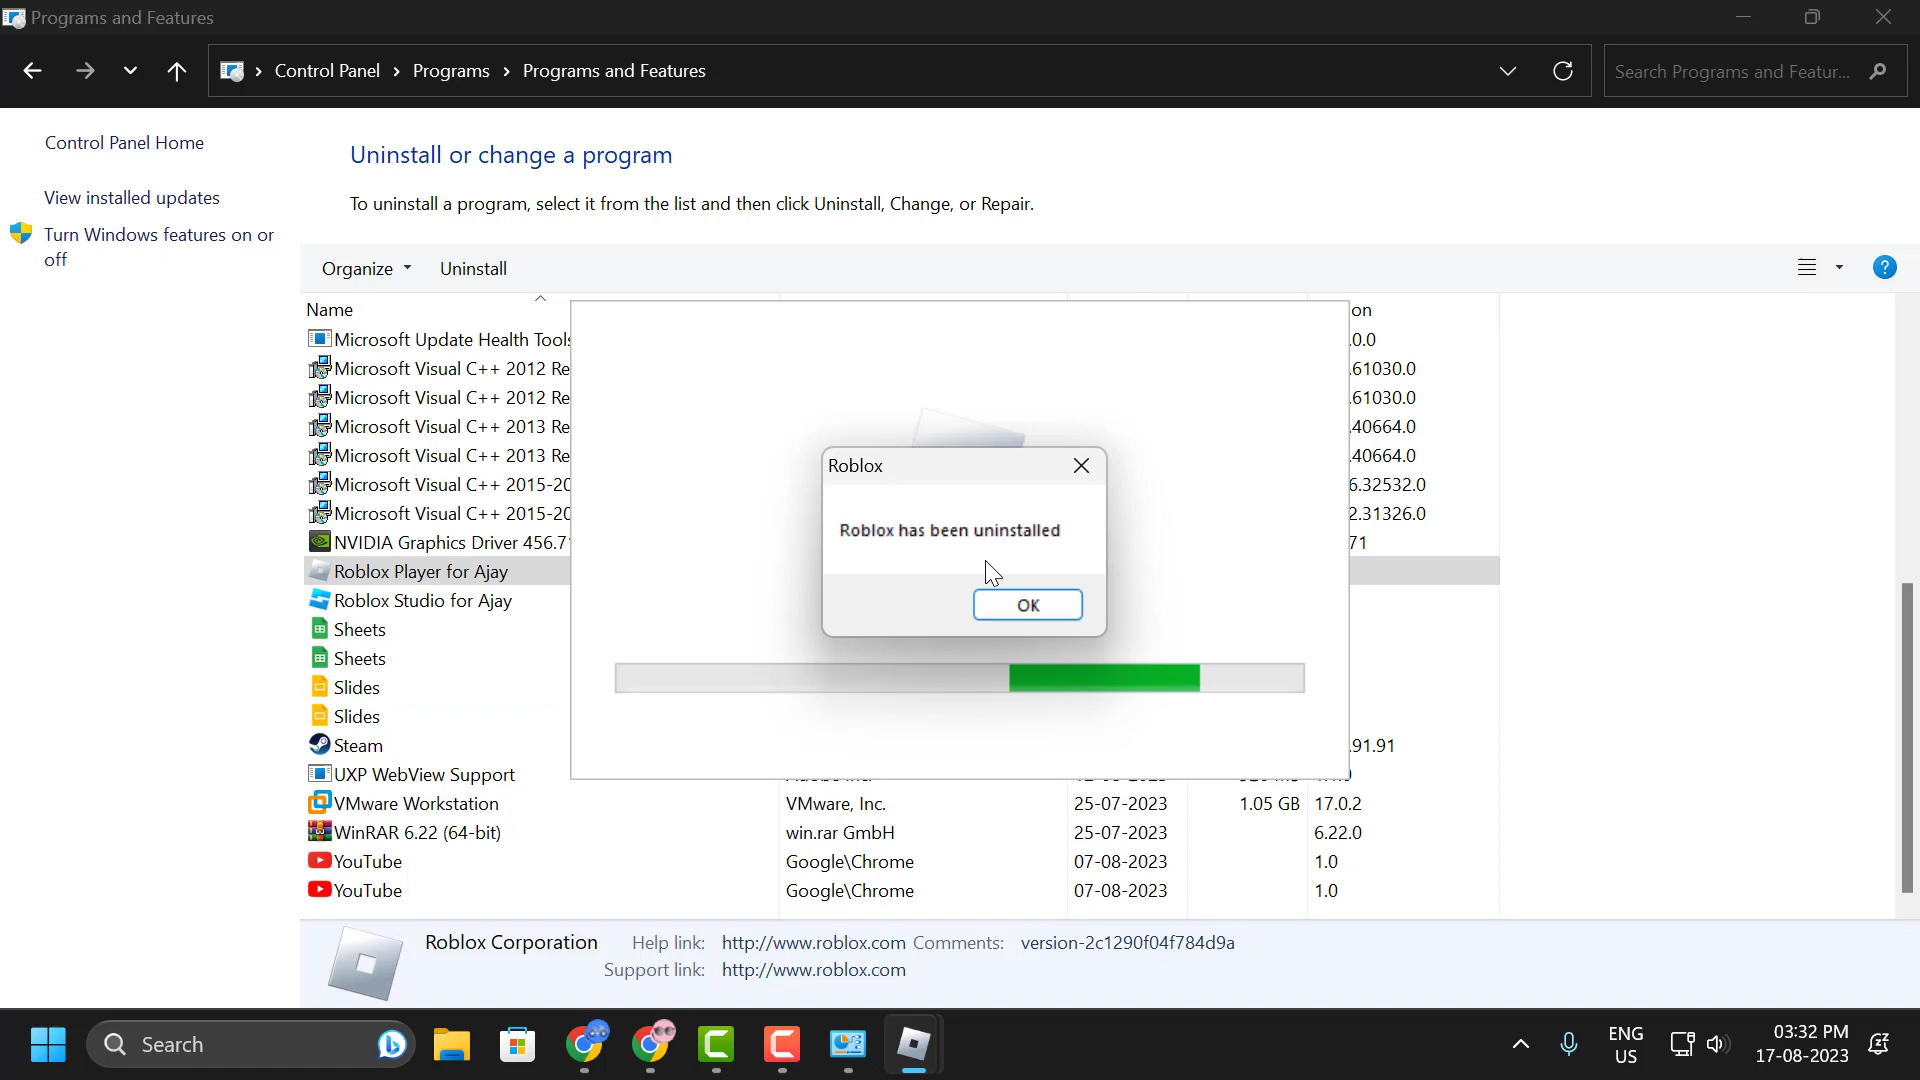 Programs and Features
Control Panel > Programs > Programs and Features
Search Programs and Featur...
Control Panel Home
View installed updates
Turn Windows features on or
off
Uninstall or change a program
To uninstall a program, select it from the list and then click Uninstall, Change, or Repair.
Organize Uninstall
?
Name on
Microsoft Update Health Tools .0.0
Microsoft Visual C++ 2012 Re .61030.0
Microsoft Visual C++ 2012 Re .61030.0
Microsoft Visual C++ 2013 Re .40664.0
Microsoft Visual C++ 2013 Re .40664.0
Microsoft Visual C++ 2015-20 6.32532.0
Microsoft Visual C++ 2015-20 2.31326.0
NVIDIA Graphics Driver 456.71 71
Roblox Player for Ajay
Roblox Studio for Ajay
Sheets
Sheets
Slides
Slides
Steam .91.91
UXP WebView Support
VMware Workstation VMware, Inc. 25-07-2023 1.05 GB 17.0.2
WinRAR 6.22 (64-bit) win.rar GmbH 25-07-2023 6.22.0
YouTube Google\Chrome 07-08-2023 1.0
YouTube Google\Chrome 07-08-2023 1.0
Roblox
Roblox has been uninstalled
OK
Roblox Corporation Help link: http://www.roblox.com Comments: version-2c1290f04f784d9a
Support link: http://www.roblox.com
Search
ENG
US
03:32 PM
17-08-2023